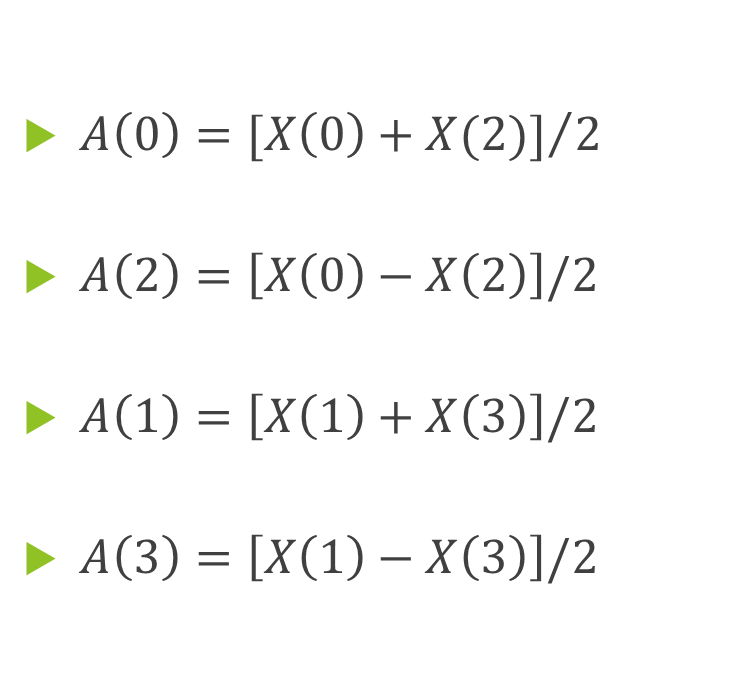 A(0) = [X(0) + X(2)]/2
A(2) = [X(0) − X(2)]/2
A(1) = [X(1) + X(3)]/2
A(3) = [X(1) − X(3)]/2